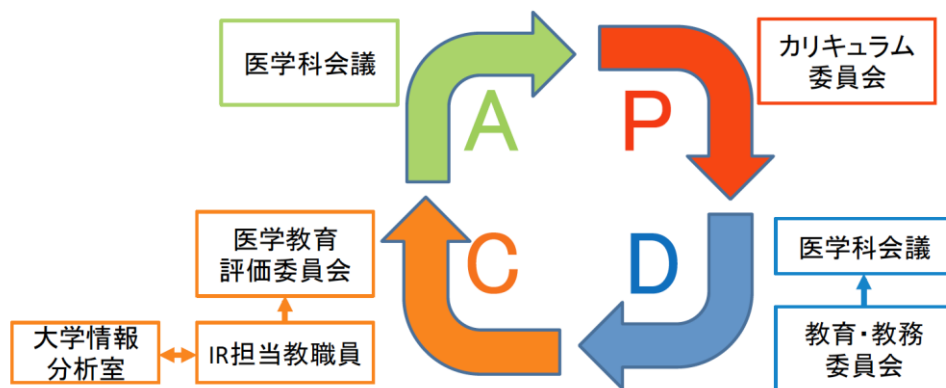 医学科会議
カリキュラム
委員会
A
P
医学教育
評価委員会
C
D
医学科会議
大学情報
分析室
IR担当教職員
教育・教務
委員会